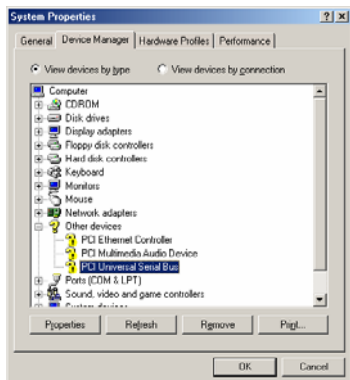 System Properties
General
Device Manager
Hardware Profiles
Performance
View devices by type
View devices by connection
Computer
CDROM
Disk drives
Display adapters
Floppy disk controllers
Hard disk controllers
Keyboard
Monitors
Mouse
Network adapters
Other devices
PCI Ethernet Controller
PCI Multimedia Audio Device
PCI Universal Serial Bus
Ports (COM & LPT)
Sound, video and game controllers
System devices
Properties
Refresh
Remove
Print...
OK
Cancel